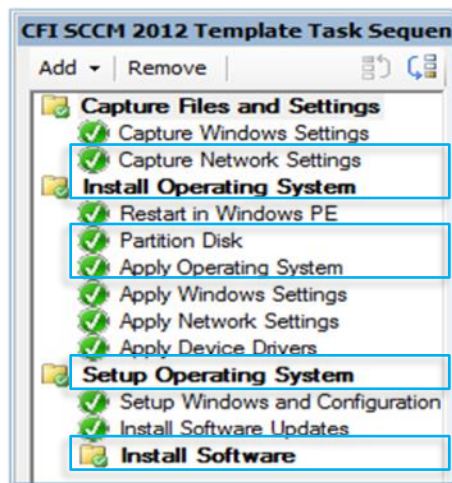 CFI SCCM 2012 Template Task Sequen
Add Remove
Capture Files and Settings
Capture Windows Settings
Capture Network Settings
Install Operating System
Restart in Windows PE
Partition Disk
Apply Operating System
Apply Windows Settings
Apply Network Settings
Apply Device Drivers
Setup Operating System
Setup Windows and Configuration
Install Software Updates
Install Software